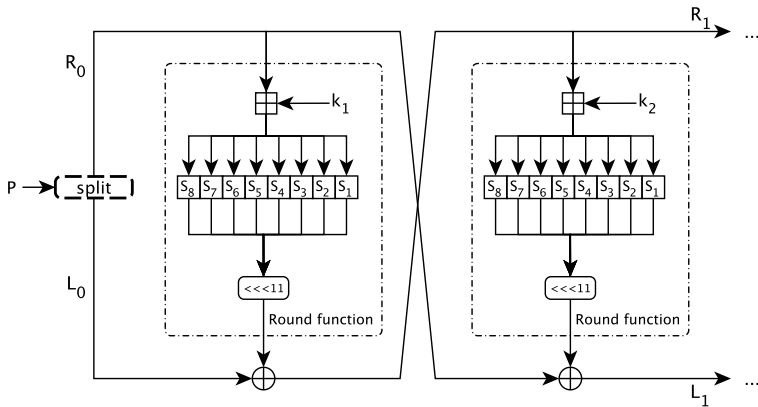 R1
...
R0
k1
k2
P
split
S8 S7 S6 S5 S4 S3 S2 S1
S8 S7 S6 S5 S4 S3 S2 S1
L0
<<<11
<<<11
Round function
Round function
L1
...